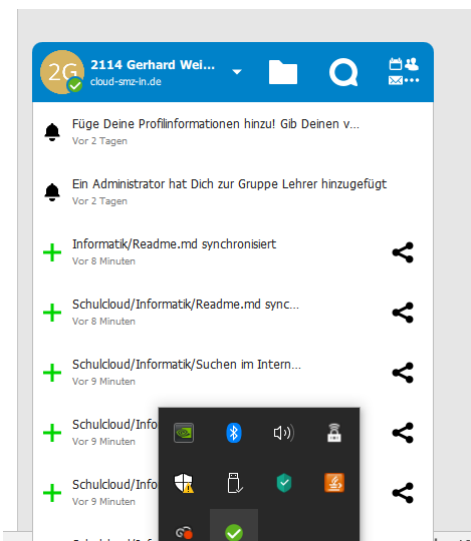 2G
2114 Gerhard Wei...
cloud-smz-in.de
Füge Deine Profilinformationen hinzu! Gib Deinen v...
Vor 2 Tagen
Ein Administrator hat Dich zur Gruppe Lehrer hinzugefügt
Vor 2 Tagen
Informatik/Readme.md synchronisiert
Vor 8 Minuten
Schulcloud/Informatik/Readme.md sync...
Vor 8 Minuten
Schulcloud/Informatik/Suchen im Intern...
Vor 9 Minuten
Schulcloud/Info
Vor 9 Minuten
Schulcloud/Info
Vor 9 Minuten